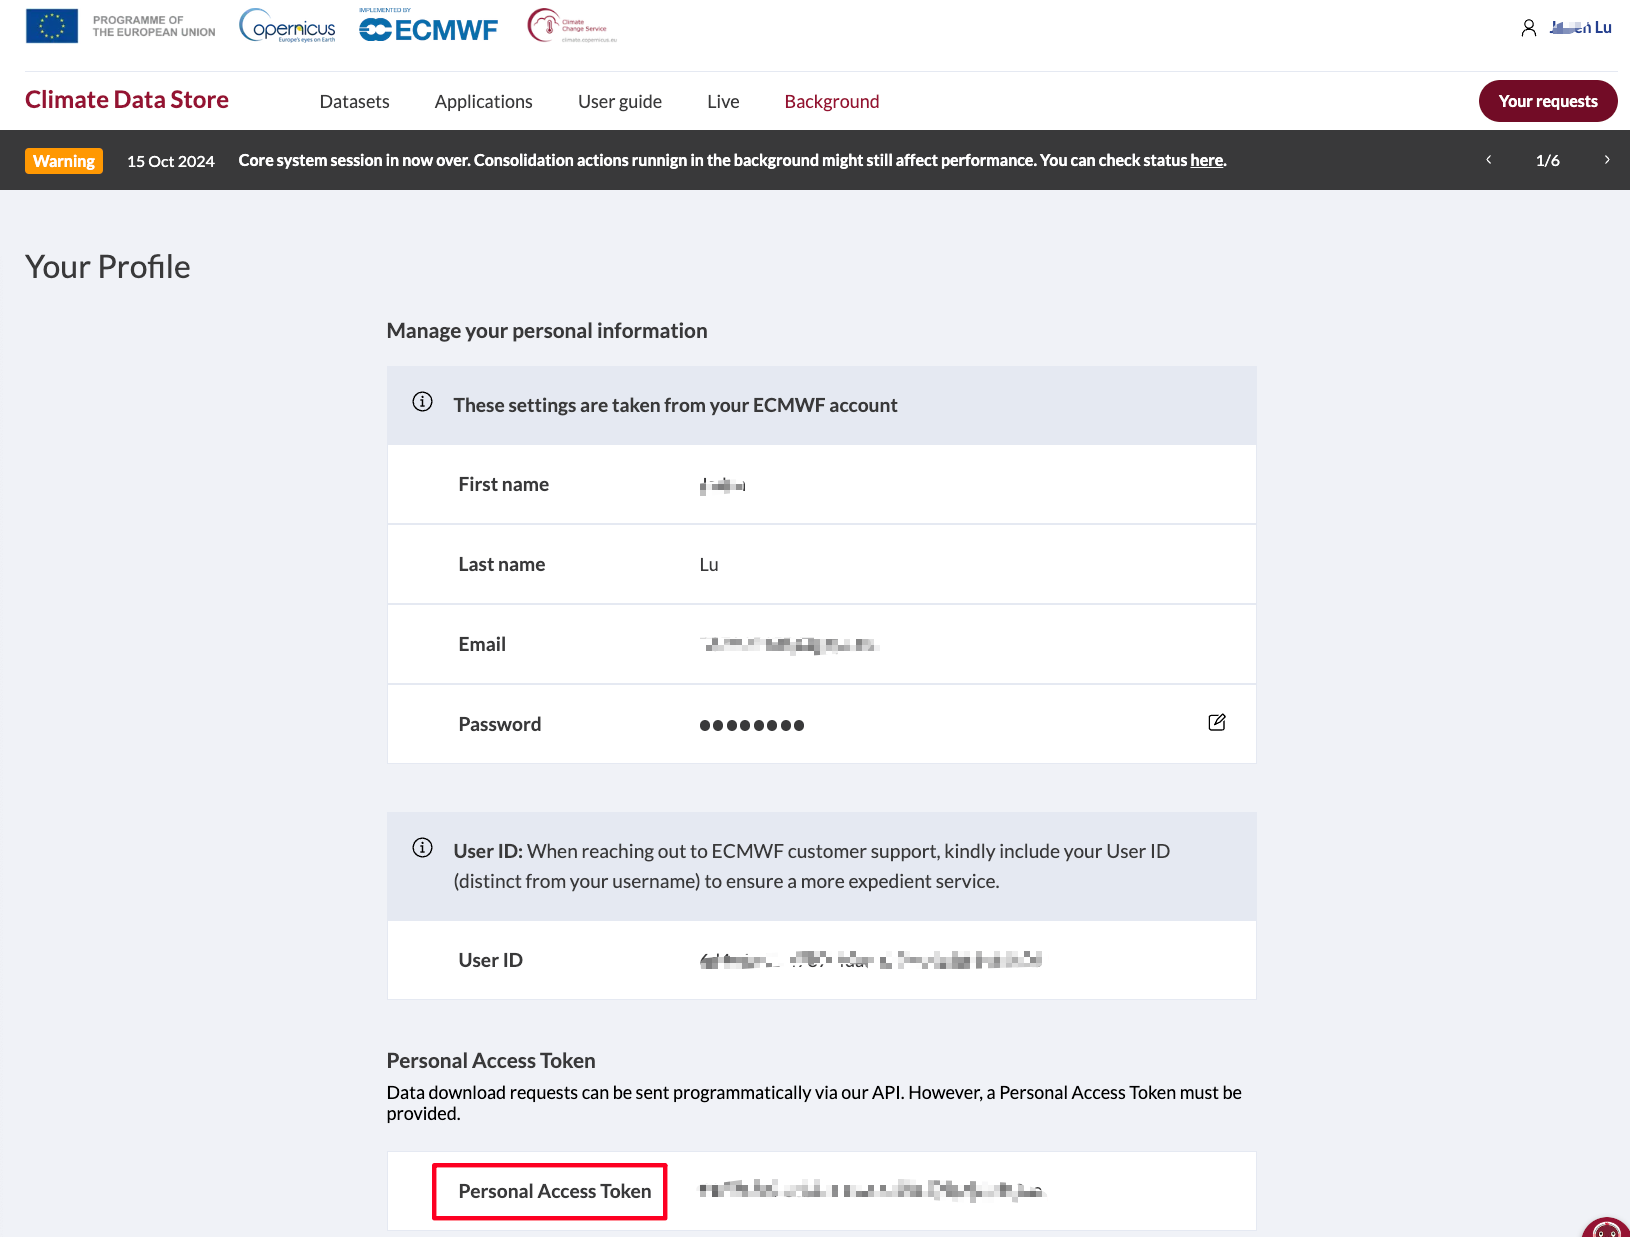 PROGRAMME OF
THE EUROPEAN UNION
opernicus
Europe's eyes on Earth
IMPLEMENTED BY
ECMWF
Climate
Change Service
climate.copernicus.eu
Lu
Climate Data Store
Datasets
Applications
User guide
Live
Background
Your requests
Warning
15 Oct 2024
Core system session in now over. Consolidation actions runnign in the background might still affect performance. You can check status here.
1/6
Your Profile
Manage your personal information
These settings are taken from your ECMWF account
First name
Last name
Lu
Email
Password
User ID: When reaching out to ECMWF customer support, kindly include your User ID
(distinct from your username) to ensure a more expedient service.
User ID
Personal Access Token
Data download requests can be sent programmatically via our API. However, a Personal Access Token must be
provided.
Personal Access Token